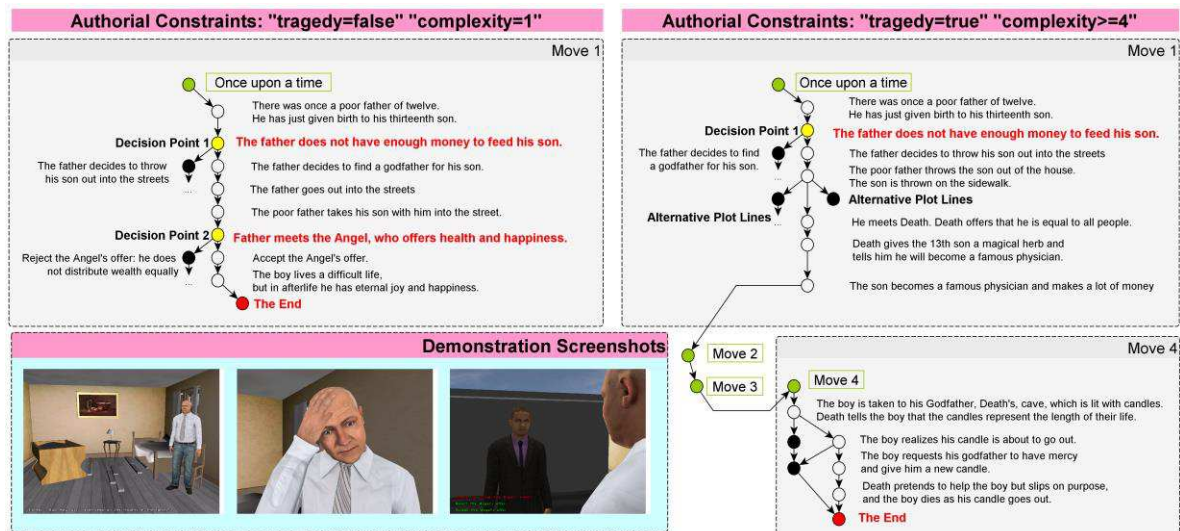 Authorial Constraints: "tragedy=false" "complexity=1"
Move 1
Once upon a time
There was once a poor father of twelve.
He has just given birth to his thirteenth son.
Decision Point 1
The father does not have enough money to feed his son.
The father decides to throw
his son out into the streets
...
The father decides to find a godfather for his son.
The father goes out into the streets
The poor father takes his son with him into the street.
Decision Point 2
Father meets the Angel, who offers health and happiness.
Reject the Angel's offer: he does
not distribute wealth equally
...
Accept the Angel's offer.
The boy lives a difficult life,
but in afterlife he has eternal joy and happiness.
The End
Authorial Constraints: "tragedy=true" "complexity>=4"
Move 1
Once upon a time
There was once a poor father of twelve.
He has just given birth to his thirteenth son.
Decision Point 1
The father does not have enough money to feed his son.
The father decides to find
a godfather for his son.
...
The father decides to throw his son out into the streets
The poor father throws the son out of the house.
The son is thrown on the sidewalk.
Alternative Plot Lines
Alternative Plot Lines
...
He meets Death. Death offers that he is equal to all people.
Death gives the 13th son a magical herb and
tells him he will become a famous physician.
The son becomes a famous physician and makes a lot of money
Demonstration Screenshots
Move 2
Move 3
Move 4
Move 4
The boy is taken to his Godfather, Death's, cave, which is lit with candles.
Death tells the boy that the candles represent the length of their life.
The boy realizes his candle is about to go out.
The boy requests his godfather to have mercy
and give him a new candle.
Death pretends to help the boy but slips on purpose,
and the boy dies as his candle goes out.
The End